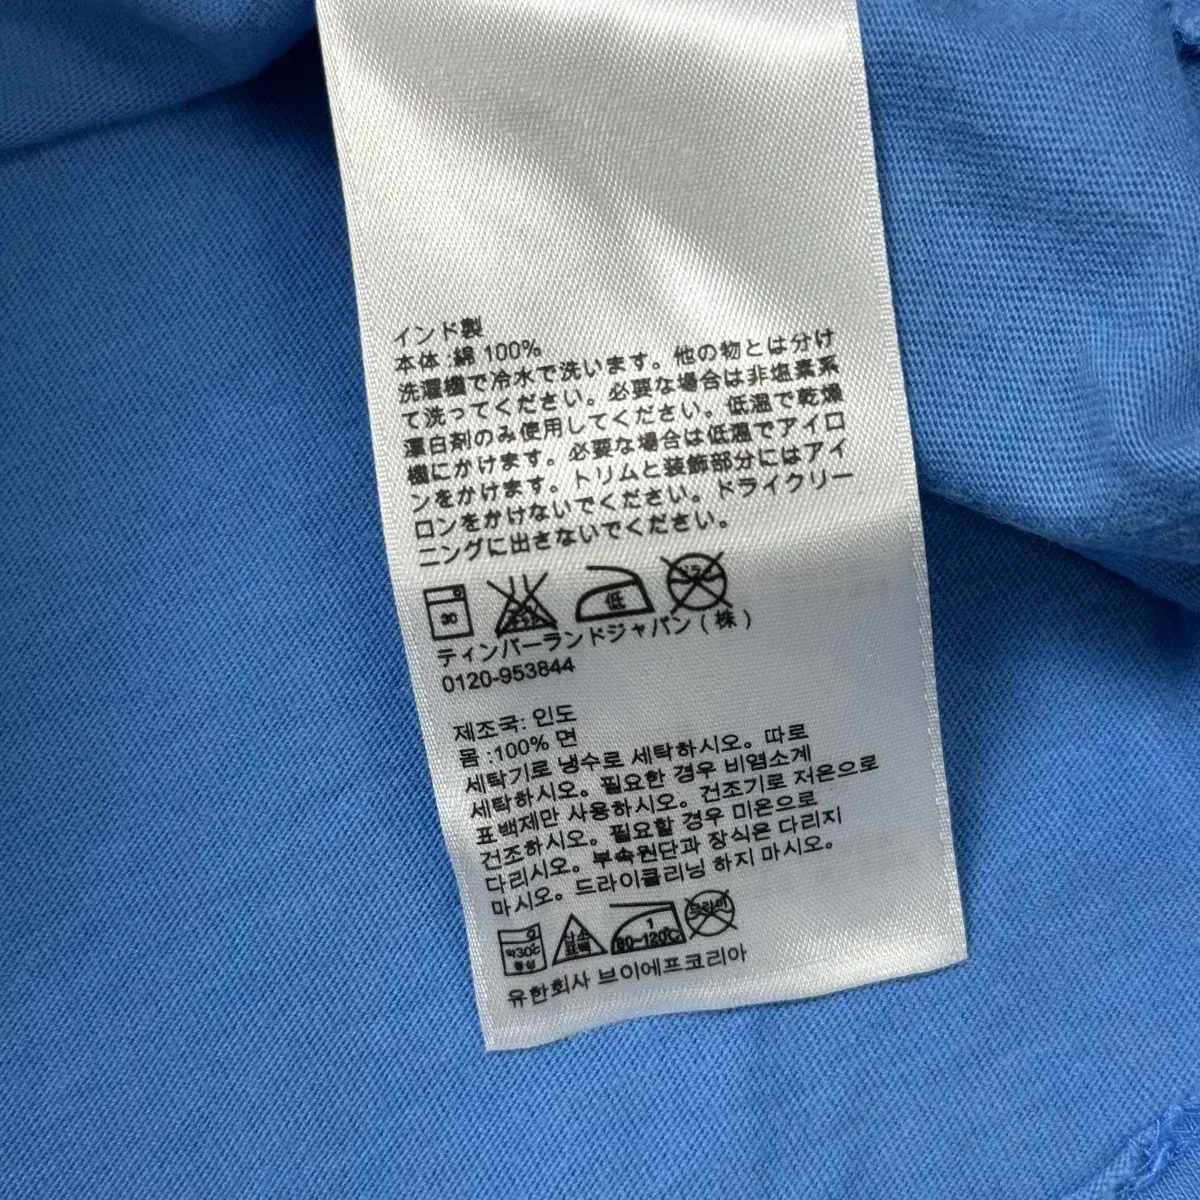 インド製
本体 :綿 100%
洗濯機で冷水で洗います。他の物とは分け
て洗ってください。必要な場合は非塩素系
漂白剤のみ使用してください。低温で乾燥
機にかけます。必要な場合は低温でアイロ
ンをかけます。トリムと装飾部分にはアイ
ロンをかけないでください。ドライクリー
ニングに出さないでください。
30 低 ドライ
ティンバーランドジャパン ( 株 )
0120-953844
제조국: 인도
몸 :100% 면
세탁기로 냉수로 세탁하시오. 따로
세탁하시오. 필요한 경우 비염소계
표백제만 사용하시오. 건조기로 저온으로
건조하시오. 필요할 경우 미온으로
다리시오. 부속원단과 장식은 다리지
마시오. 드라이클리닝 하지 마시오.
약30℃ 중성 산소 표백 1 80-120℃ 드라이
유한회사 브이에프코리아